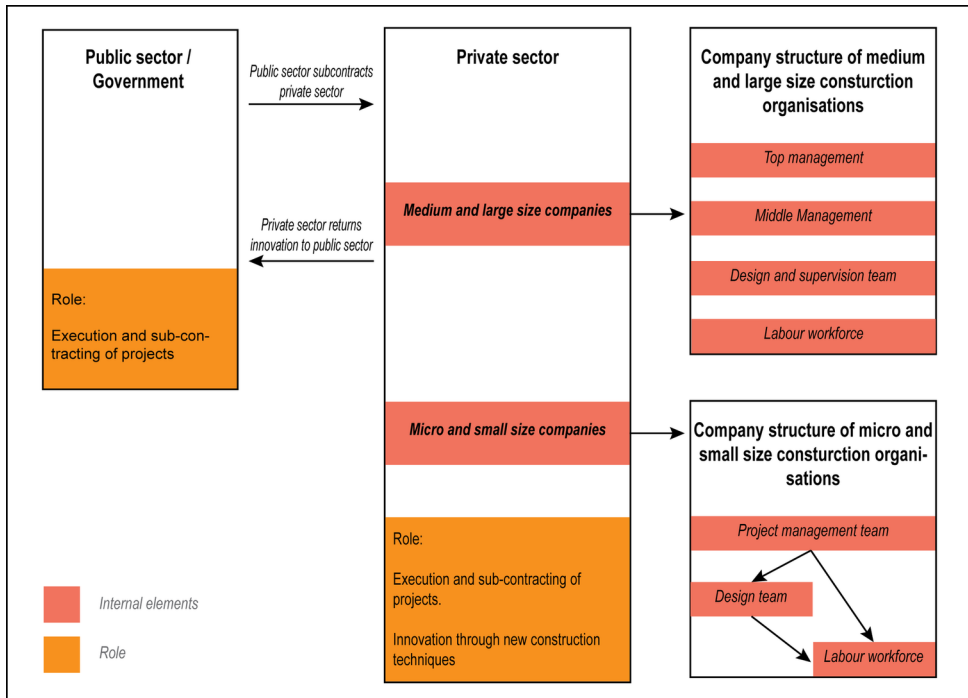 Public sector /
Government
Role:
Execution and sub-con-
tracting of projects
Public sector subcontracts
private sector
Private sector returns
innovation to public sector
Private sector
Medium and large size companies
Micro and small size companies
Role:
Execution and sub-contracting of
projects.
Innovation through new construction
techniques
Company structure of medium
and large size consturction
organisations
Top management
Middle Management
Design and supervision team
Labour workforce
Company structure of micro and
small size consturction organi-
sations
Project management team
Design team
Labour workforce
Internal elements
Role